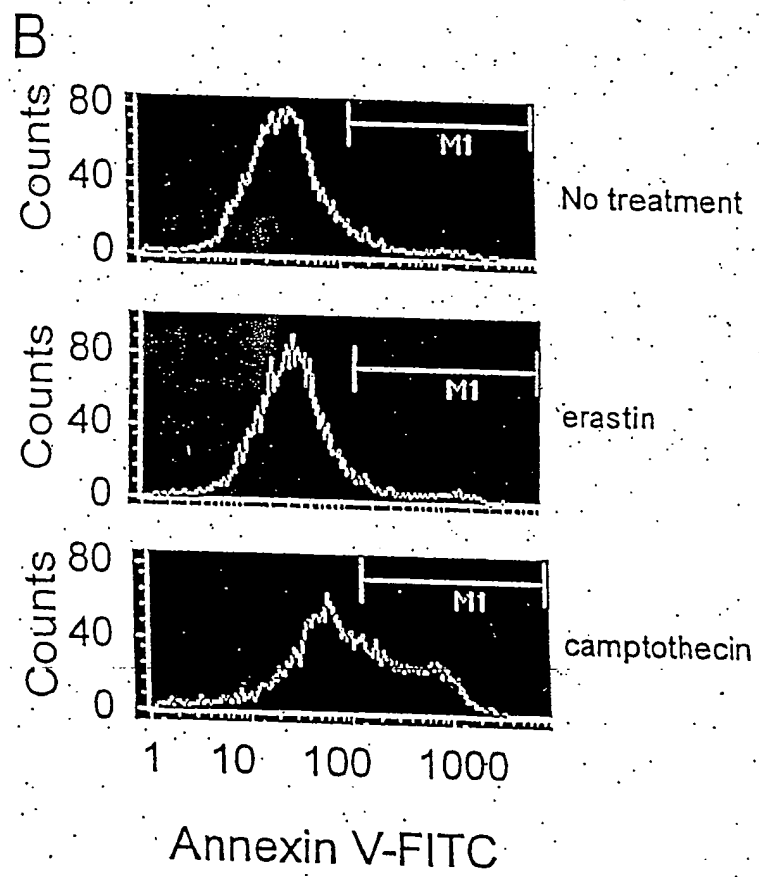 B
80
40
0
Counts
M1
No treatment
80
40
0
Counts
M1
erastin
80
40
0
Counts
M1
camptothecin
1 10 100 1000
Annexin V-FITC